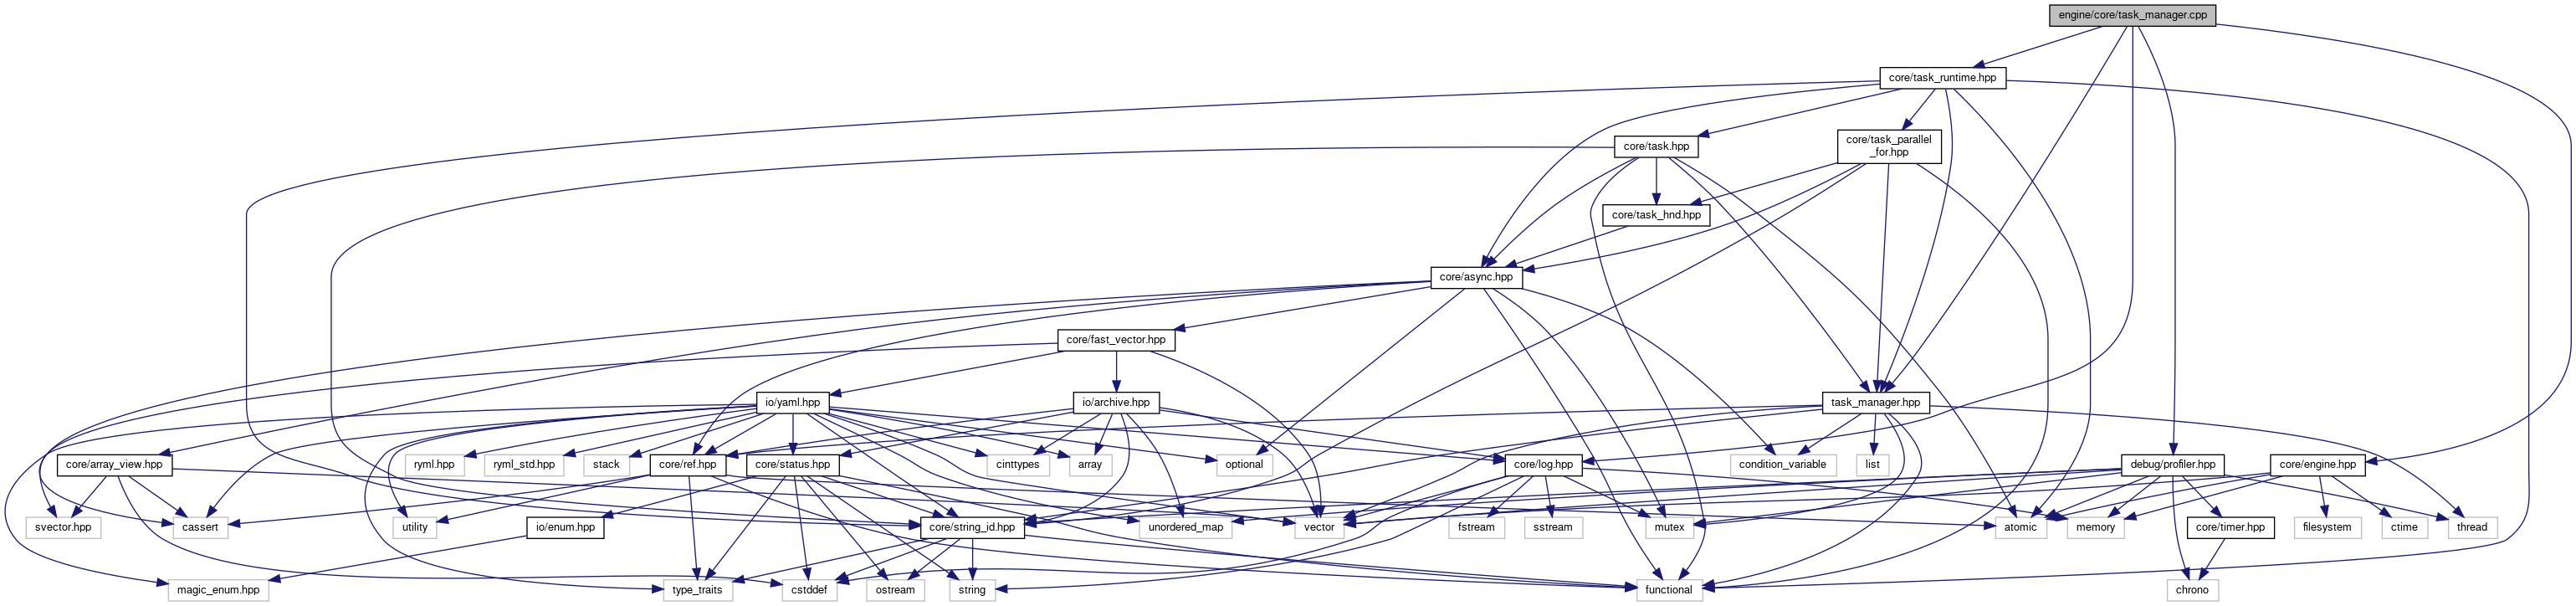 engine/core/task_manager.cpp
core/task_runtime.hpp
core/task.hpp
core/task_parallel
_for.hpp
core/task_hnd.hpp
core/async.hpp
core/fast_vector.hpp
io/yaml.hpp
io/archive.hpp
task_manager.hpp
core/array_view.hpp
ryml.hpp
ryml_std.hpp
stack
core/ref.hpp
core/status.hpp
cinttypes
array
optional
core/log.hpp
condition_variable
list
debug/profiler.hpp
core/engine.hpp
svector.hpp
cassert
utility
io/enum.hpp
core/string_id.hpp
unordered_map
vector
fstream
sstream
mutex
atomic
memory
core/timer.hpp
filesystem
ctime
thread
magic_enum.hpp
type_traits
cstddef
ostream
string
functional
chrono